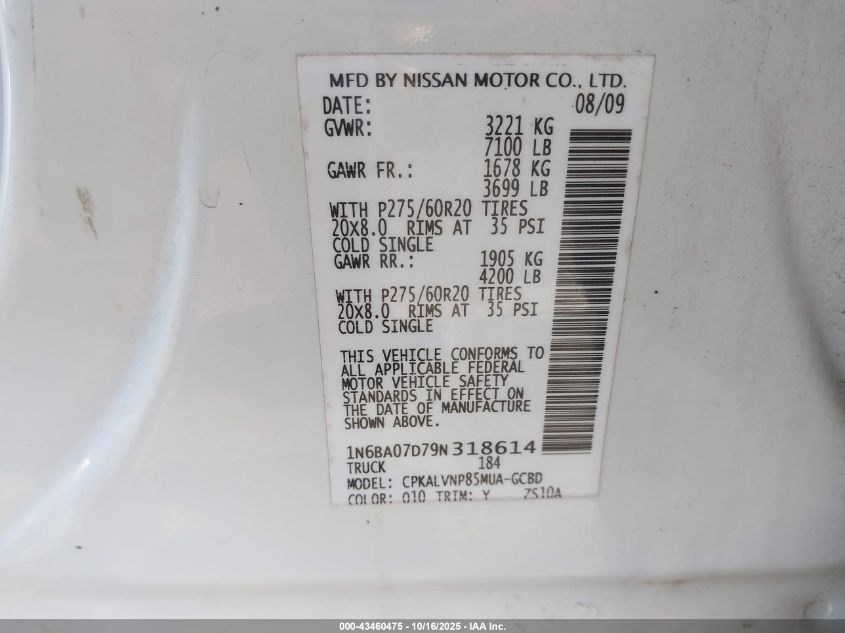 MFD BY NISSAN MOTOR CO., LTD.
DATE: 08/09
GVWR: 3221 KG
7100 LB
GAWR FR.: 1678 KG
3699 LB
WITH P275/60R20 TIRES
20X8.0 RIMS AT 35 PSI
COLD SINGLE
GAWR RR.: 1905 KG
4200 LB
WITH P275/60R20 TIRES
20X8.0 RIMS AT 35 PSI
COLD SINGLE
THIS VEHICLE CONFORMS TO
ALL APPLICABLE FEDERAL
MOTOR VEHICLE SAFETY
STANDARDS IN EFFECT ON
THE DATE OF MANUFACTURE
SHOWN ABOVE.
1N6BA07D79N318614
TRUCK 184
MODEL: CPKALVNP85MUA-GCBD
COLOR: Q10 TRIM: Y ZS10A
000-43460475 - 10/16/2025 - IAA Inc.